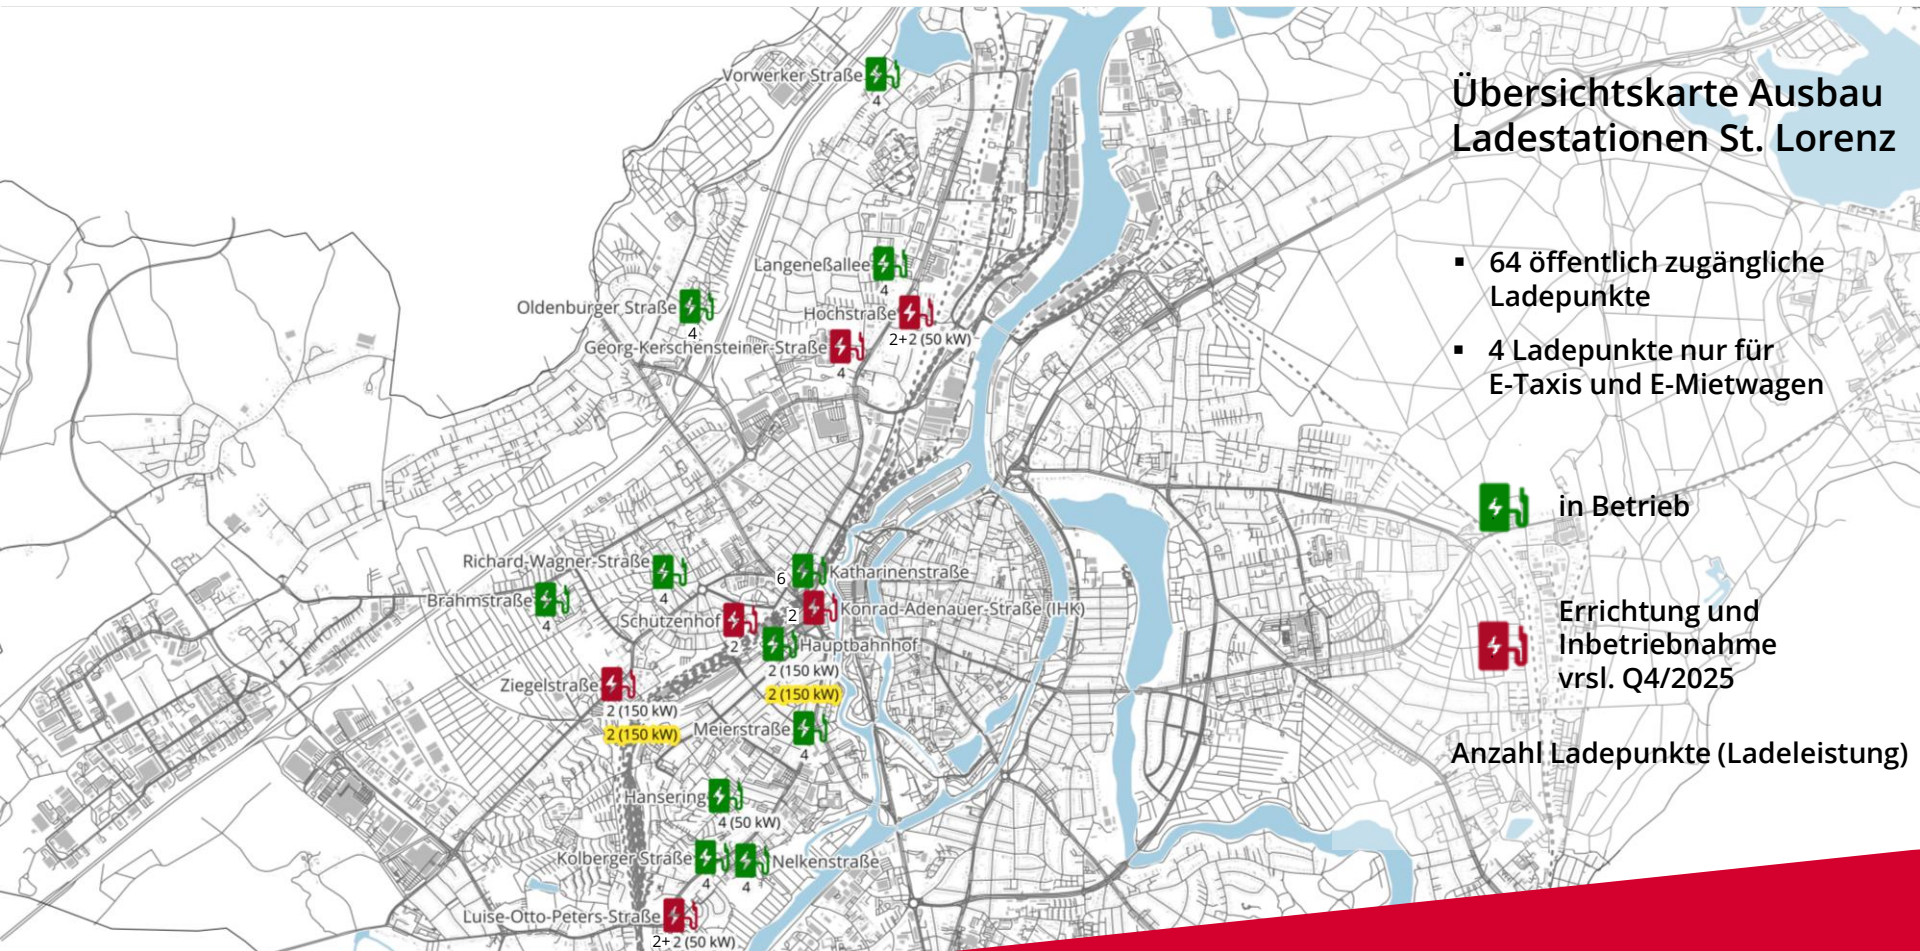 Übersichtskarte Ausbau
Ladestationen St. Lorenz
▪ 64 öffentlich zugängliche
Ladepunkte
▪ 4 Ladepunkte nur für
E-Taxis und E-Mietwagen
in Betrieb
Errichtung und
Inbetriebnahme
vrsl. Q4/2025
Anzahl Ladepunkte (Ladeleistung)
Vorwerker Straße
4
Langeneßallee
4
Oldenburger Straße
4
Hochstraße
2+2 (50 kW)
Georg-Kerschensteiner-Straße
4
Richard-Wagner-Straße
4
6 Katharinenstraße
Brahmstraße
4
2 Konrad-Adenauer-Straße (IHK)
Schützenhof
2
Hauptbahnhof
2 (150 kW)
2 (150 kW)
Ziegelstraße
2 (150 kW)
2 (150 kW)
Meierstraße
4
Hansering
4 (50 kW)
Kolberger Straße
4
Nelkenstraße
4
Luise-Otto-Peters-Straße
2+2 (50 kW)